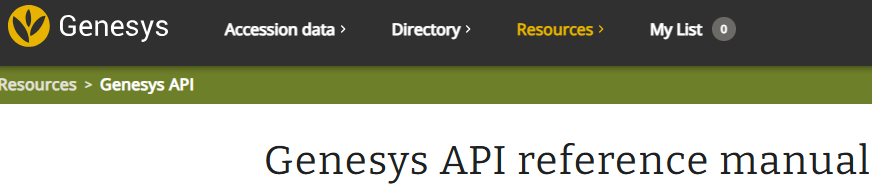 Genesys Accession data > Directory > Resources > My List 0
Resources > Genesys API
Genesys API reference manual